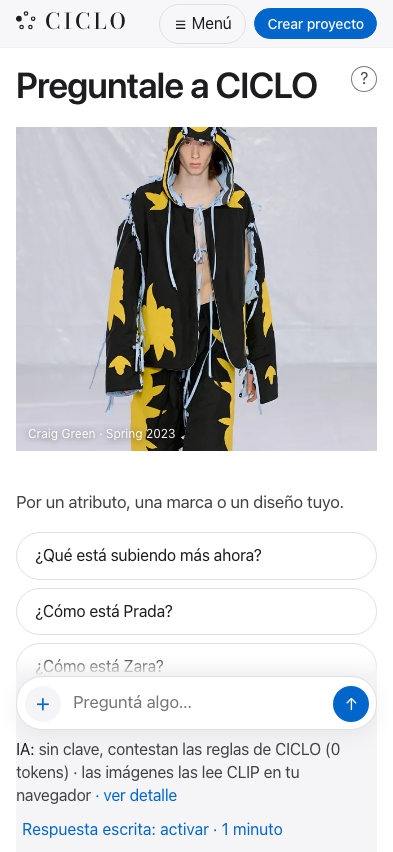 CICLO
≡ Menú
Crear proyecto
Preguntale a CICLO
?
Craig Green · Spring 2023
Por un atributo, una marca o un diseño tuyo.
¿Qué está subiendo más ahora?
¿Cómo está Prada?
¿Cómo está Zara?
+
Preguntá algo...
↑
IA: sin clave, contestan las reglas de CICLO (0
tokens) · las imágenes las lee CLIP en tu
navegador · ver detalle
Respuesta escrita: activar · 1 minuto